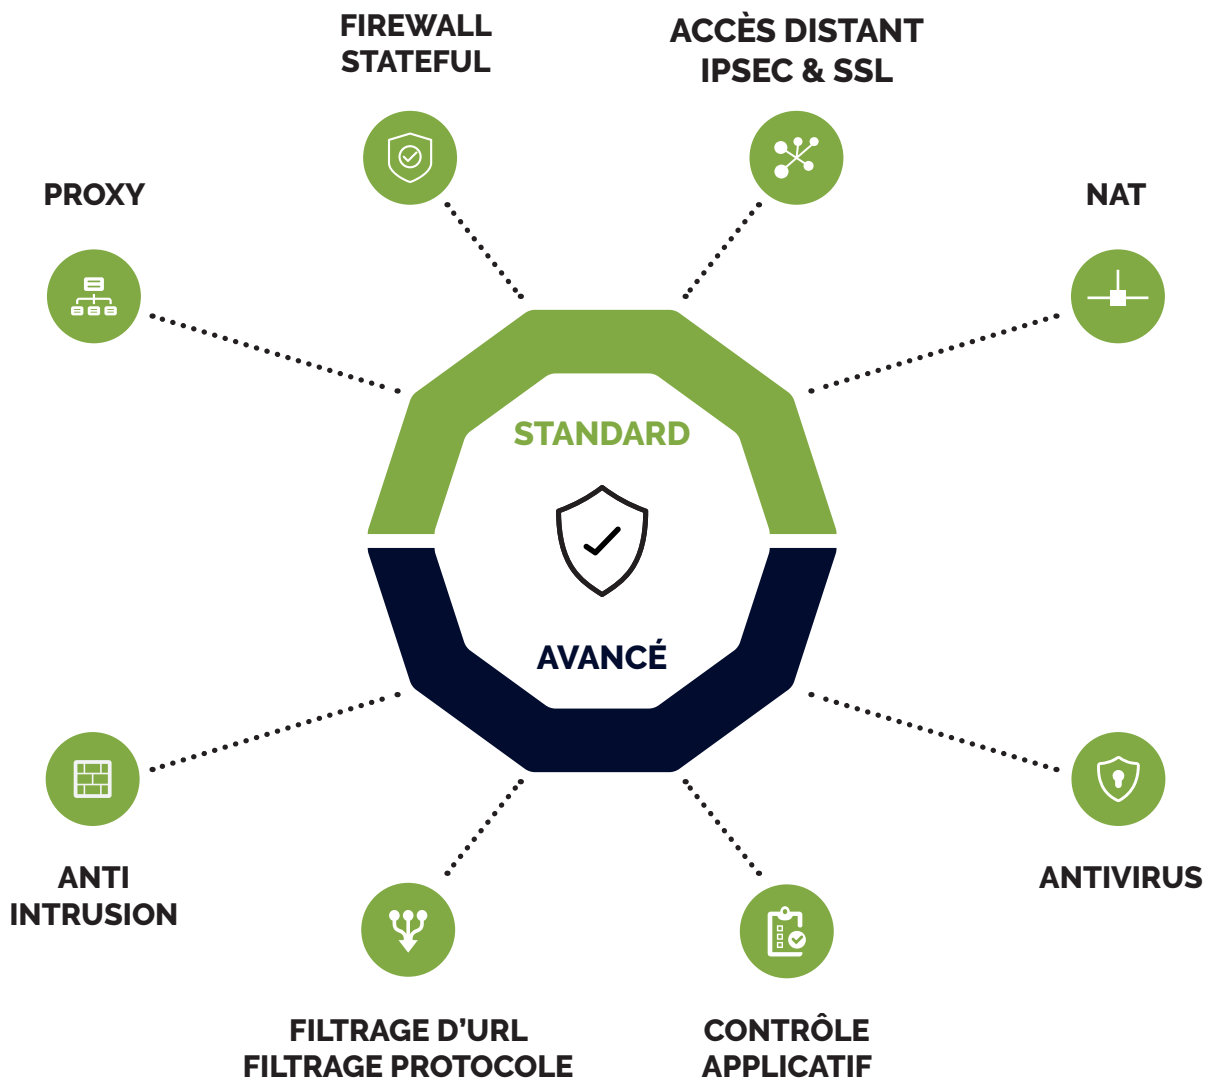 FIREWALL
STATEFUL
ACCÈS DISTANT
IPSEC & SSL
PROXY
NAT
STANDARD
AVANCÉ
ANTI
INTRUSION
ANTIVIRUS
FILTRAGE D’URL
FILTRAGE PROTOCOLE
CONTRÔLE
APPLICATIF